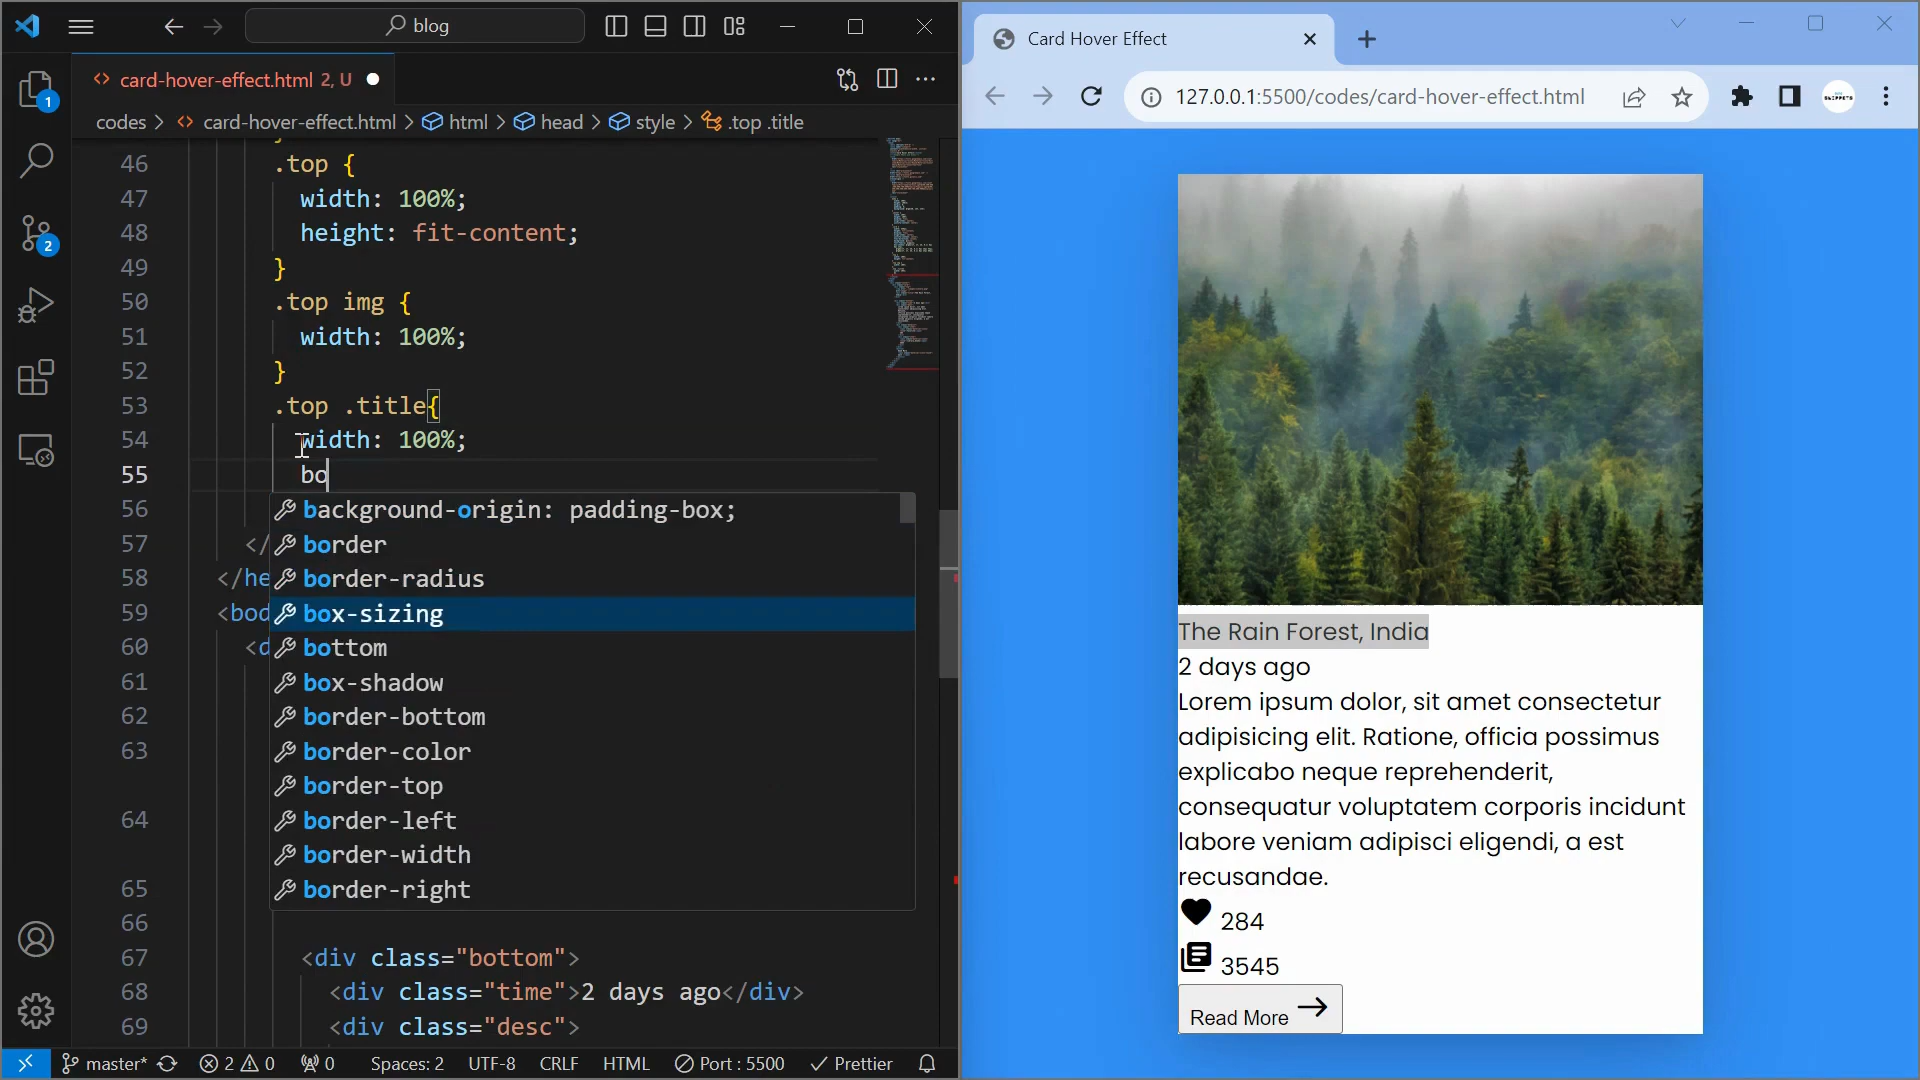 blog
card-hover-effect.html 2, U
codes > <> card-hover-effect.html > html > head > style > .top .title
46 .top {
47 width: 100%;
48 height: fit-content;
49 }
50 .top img {
51 width: 100%;
52 }
53 .top .title{
54 width: 100%;
55 bo
56
57 </
58 </he
59 <bod
60 <d
61
62
63
64
65
66
67 <div class="bottom">
68 <div class="time">2 days ago</div>
69 <div class="desc">
background-origin: padding-box;
border
border-radius
box-sizing
bottom
box-shadow
border-bottom
border-color
border-top
border-left
border-width
border-right
1
2
master* 2 0 0 Spaces: 2 UTF-8 CRLF HTML Port : 5500 Prettier
Card Hover Effect
127.0.0.1:5500/codes/card-hover-effect.html
The Rain Forest, India
2 days ago
Lorem ipsum dolor, sit amet consectetur
adipisicing elit. Ratione, officia possimus
explicabo neque reprehenderit,
consequatur voluptatem corporis incidunt
labore veniam adipisci eligendi, a est
recusandae.
284
3545
Read More